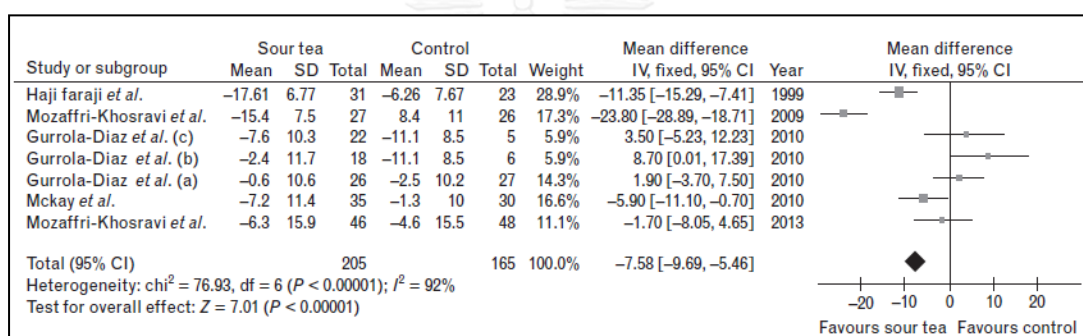 Sour tea Control Mean difference Mean difference
Study or subgroup Mean SD Total Mean SD Total Weight IV, fixed, 95% CI Year IV, fixed, 95% CI
Haji faraji et al. −17.61 6.77 31 −6.26 7.67 23 28.9% −11.35 [−15.29, −7.41] 1999
Mozaffri-Khosravi et al. −15.4 7.5 27 8.4 11 26 17.3% −23.80 [−28.89, −18.71] 2009
Gurrola-Diaz et al. (c) −7.6 10.3 22 −11.1 8.5 5 5.9% 3.50 [−5.23, 12.23] 2010
Gurrola-Diaz et al. (b) −2.4 11.7 18 −11.1 8.5 6 5.9% 8.70 [0.01, 17.39] 2010
Gurrola-Diaz et al. (a) −0.6 10.6 26 −2.5 10.2 27 14.3% 1.90 [−3.70, 7.50] 2010
Mckay et al. −7.2 11.4 35 −1.3 10 30 16.6% −5.90 [−11.10, −0.70] 2010
Mozaffri-Khosravi et al. −6.3 15.9 46 −4.6 15.5 48 11.1% −1.70 [−8.05, 4.65] 2013
Total (95% CI) 205 165 100.0% −7.58 [−9.69, −5.46]
Heterogeneity: chi² = 76.93, df = 6 (P < 0.00001); I² = 92%
Test for overall effect: Z = 7.01 (P < 0.00001)
−20 −10 0 10 20
Favours sour tea Favours control